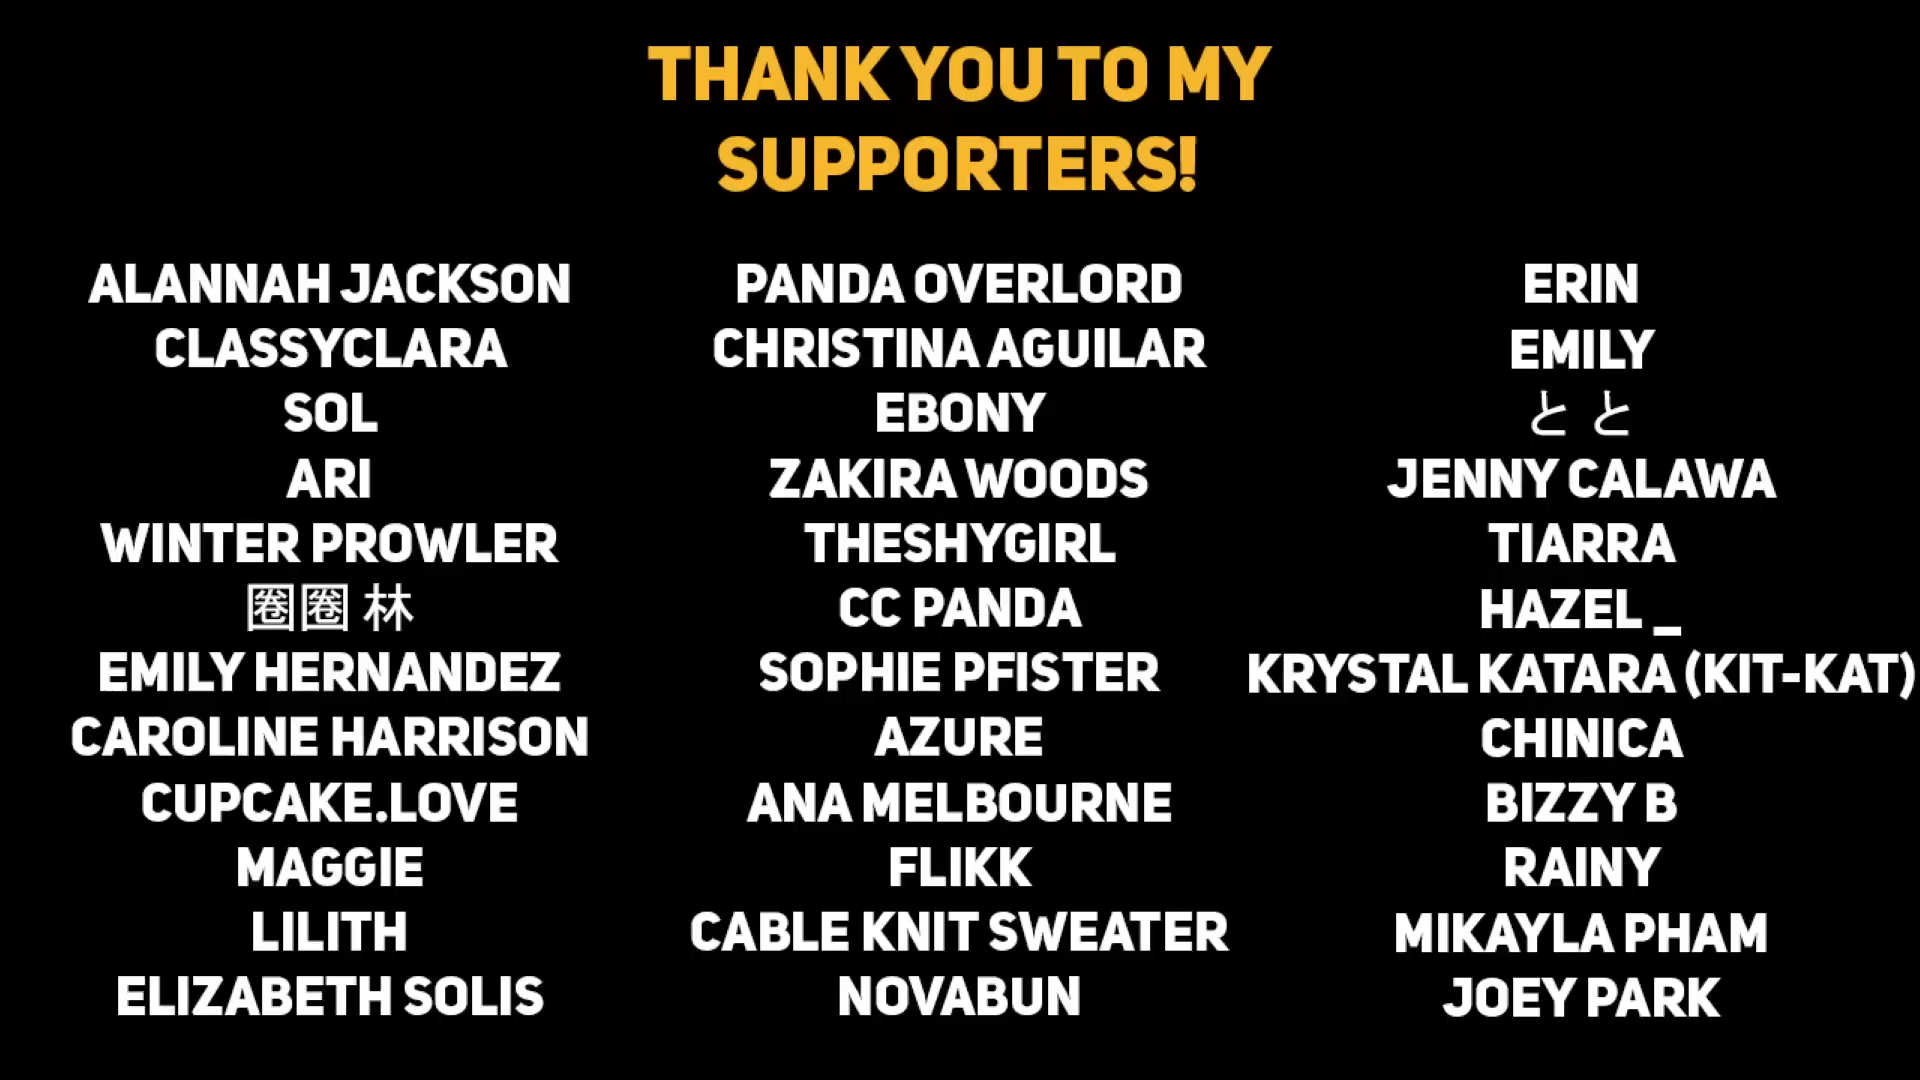 THANK YOU TO MY
SUPPORTERS!
ALANNAH JACKSON
CLASSYCLARA
SOL
ARI
WINTER PROWLER
圈圈 林
EMILY HERNANDEZ
CAROLINE HARRISON
CUPCAKE.LOVE
MAGGIE
LILITH
ELIZABETH SOLIS
PANDA OVERLORD
CHRISTINA AGUILAR
EBONY
ZAKIRA WOODS
THESHYGIRL
CC PANDA
SOPHIE PFISTER
AZURE
ANA MELBOURNE
FLIKK
CABLE KNIT SWEATER
NOVABUN
ERIN
EMILY
と と
JENNY CALAWA
TIARRA
HAZEL _
KRYSTAL KATARA (KIT-KAT)
CHINICA
BIZZY B
RAINY
MIKAYLA PHAM
JOEY PARK